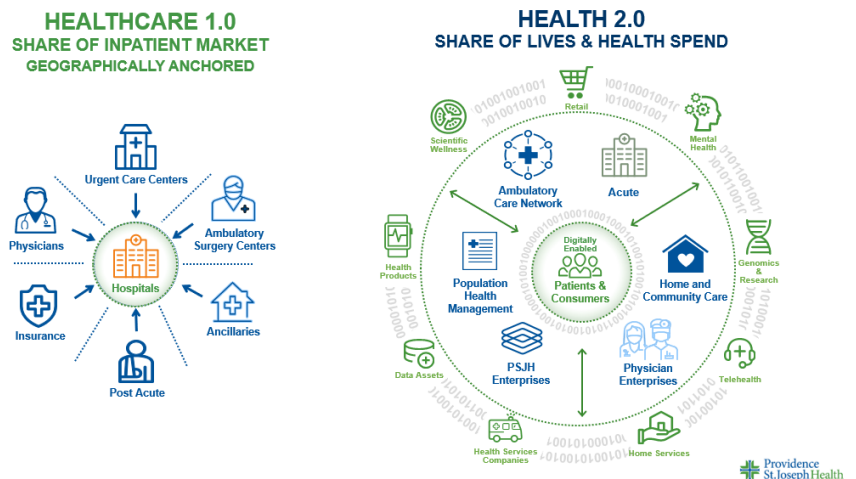 HEALTHCARE 1.0
SHARE OF INPATIENT MARKET
GEOGRAPHICALLY ANCHORED
Urgent Care Centers
Physicians
Ambulatory
Surgery Centers
Hospitals
Insurance
Ancillaries
Post Acute
HEALTH 2.0
SHARE OF LIVES & HEALTH SPEND
Retail
Scientific
Wellness
Mental
Health
Ambulatory
Care Network
Acute
Health
Products
Population
Health
Management
Digitally
Enabled
Patients &
Consumers
Home and
Community Care
Genomics
&
Research
PSJH
Enterprises
Physician
Enterprises
Data Assets
Telehealth
Health Services
Companies
Home Services
Providence
St.Joseph Health